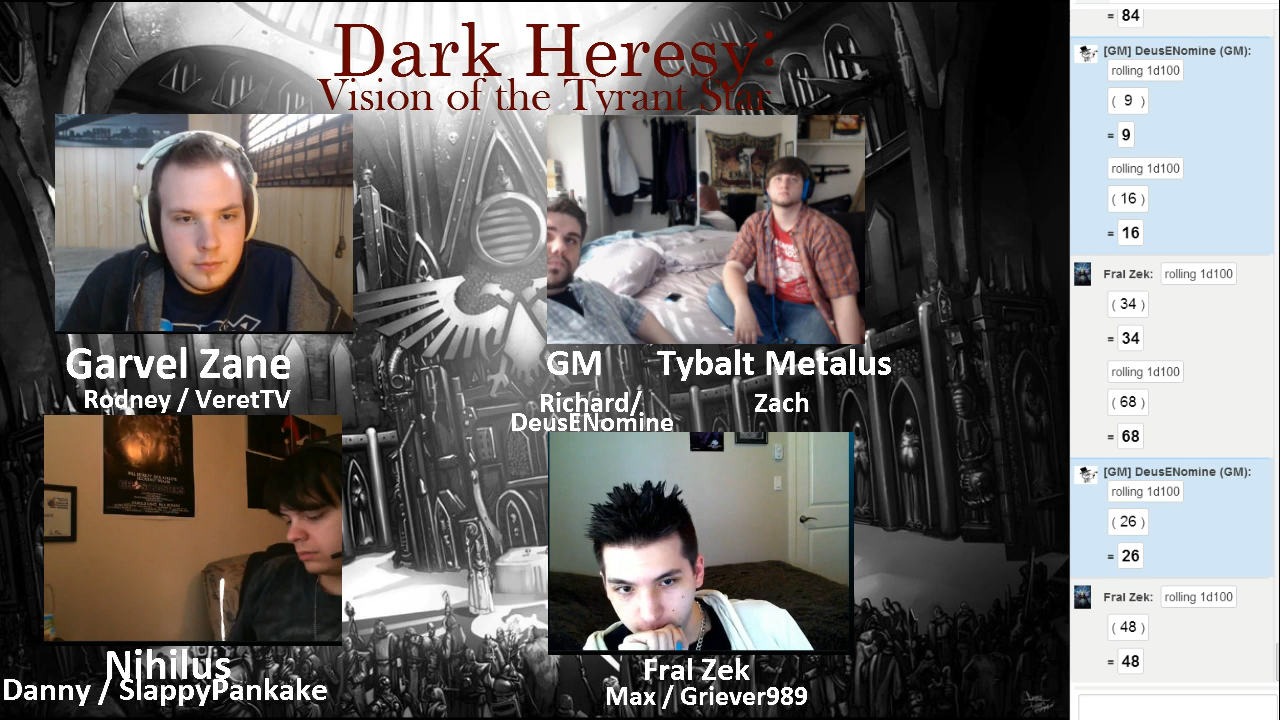 Dark Heresy:
Vision of the Tyrant Star
Garvel Zane
Rodney / VeretTV
GM
Richard/
DeusENomine
Tybalt Metalus
Zach
Nihilus
Danny / SlappyPankake
Fral Zek
Max / Griever989
= 84
[GM] DeusENomine (GM):
rolling 1d100
( 9 )
= 9
rolling 1d100
( 16 )
= 16
Fral Zek: rolling 1d100
( 34 )
= 34
rolling 1d100
( 68 )
= 68
[GM] DeusENomine (GM):
rolling 1d100
( 26 )
= 26
Fral Zek: rolling 1d100
( 48 )
= 48